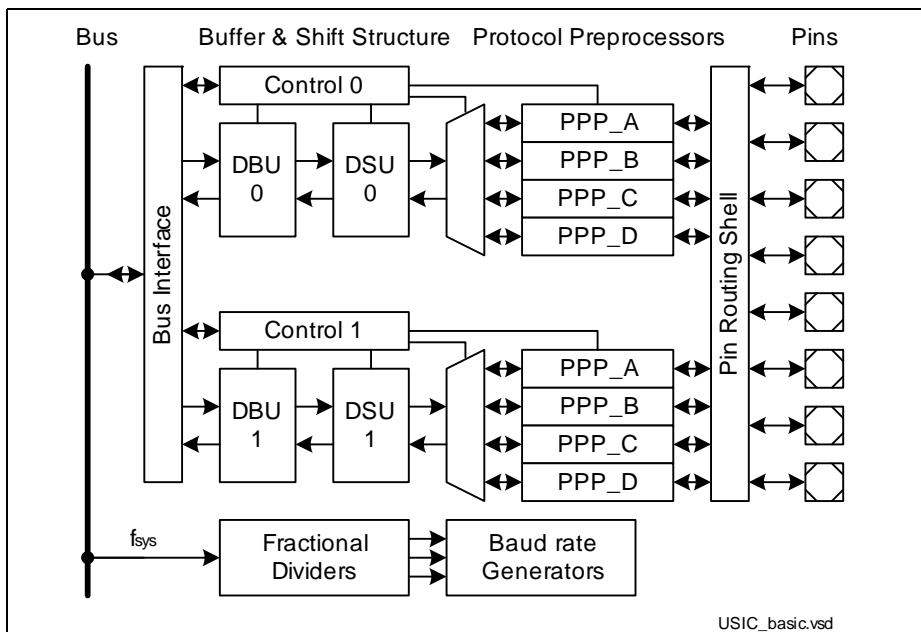 Bus Buffer & Shift Structure Protocol Preprocessors Pins
Control 0
DBU
0
DSU
0
PPP_A
PPP_B
PPP_C
PPP_D
Bus Interface
Pin Routing Shell
Control 1
DBU
1
DSU
1
PPP_A
PPP_B
PPP_C
PPP_D
fsys
Fractional
Dividers
Baud rate
Generators
USIC_basic.vsd